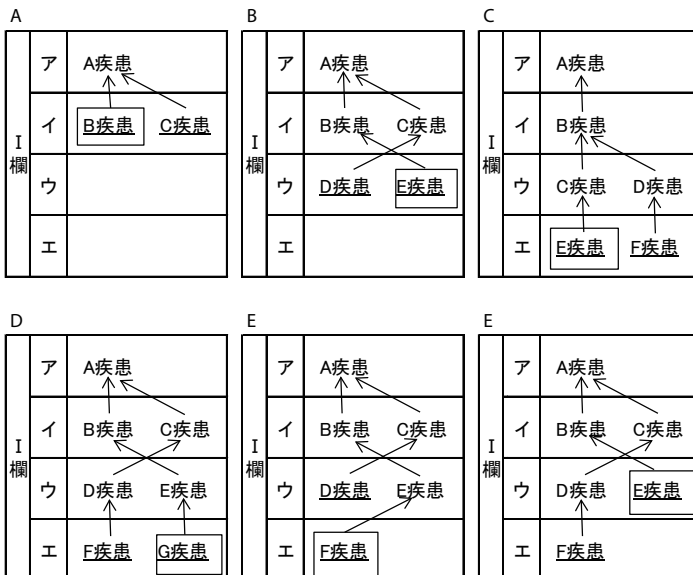 A
I欄
ア A疾患
イ B疾患 C疾患
ウ
エ
B
I欄
ア A疾患
イ B疾患 C疾患
ウ D疾患 E疾患
エ
C
I欄
ア A疾患
イ B疾患
ウ C疾患 D疾患
エ E疾患 F疾患
D
I欄
ア A疾患
イ B疾患 C疾患
ウ D疾患 E疾患
エ F疾患 G疾患
E
I欄
ア A疾患
イ B疾患 C疾患
ウ D疾患 E疾患
エ F疾患
E
I欄
ア A疾患
イ B疾患 C疾患
ウ D疾患 E疾患
エ F疾患